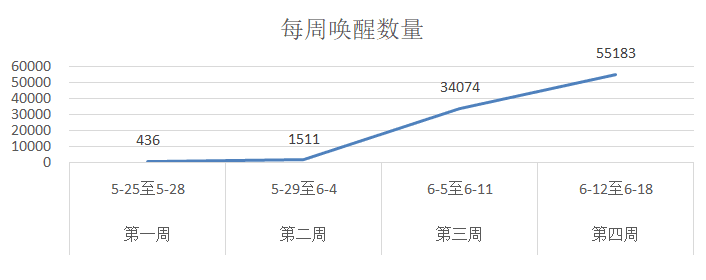 每周唤醒数量
60000
50000
40000
30000
20000
10000
0
436
1511
34074
55183
5-25至5-28
5-29至6-4
6-5至6-11
6-12至6-18
第一周
第二周
第三周
第四周